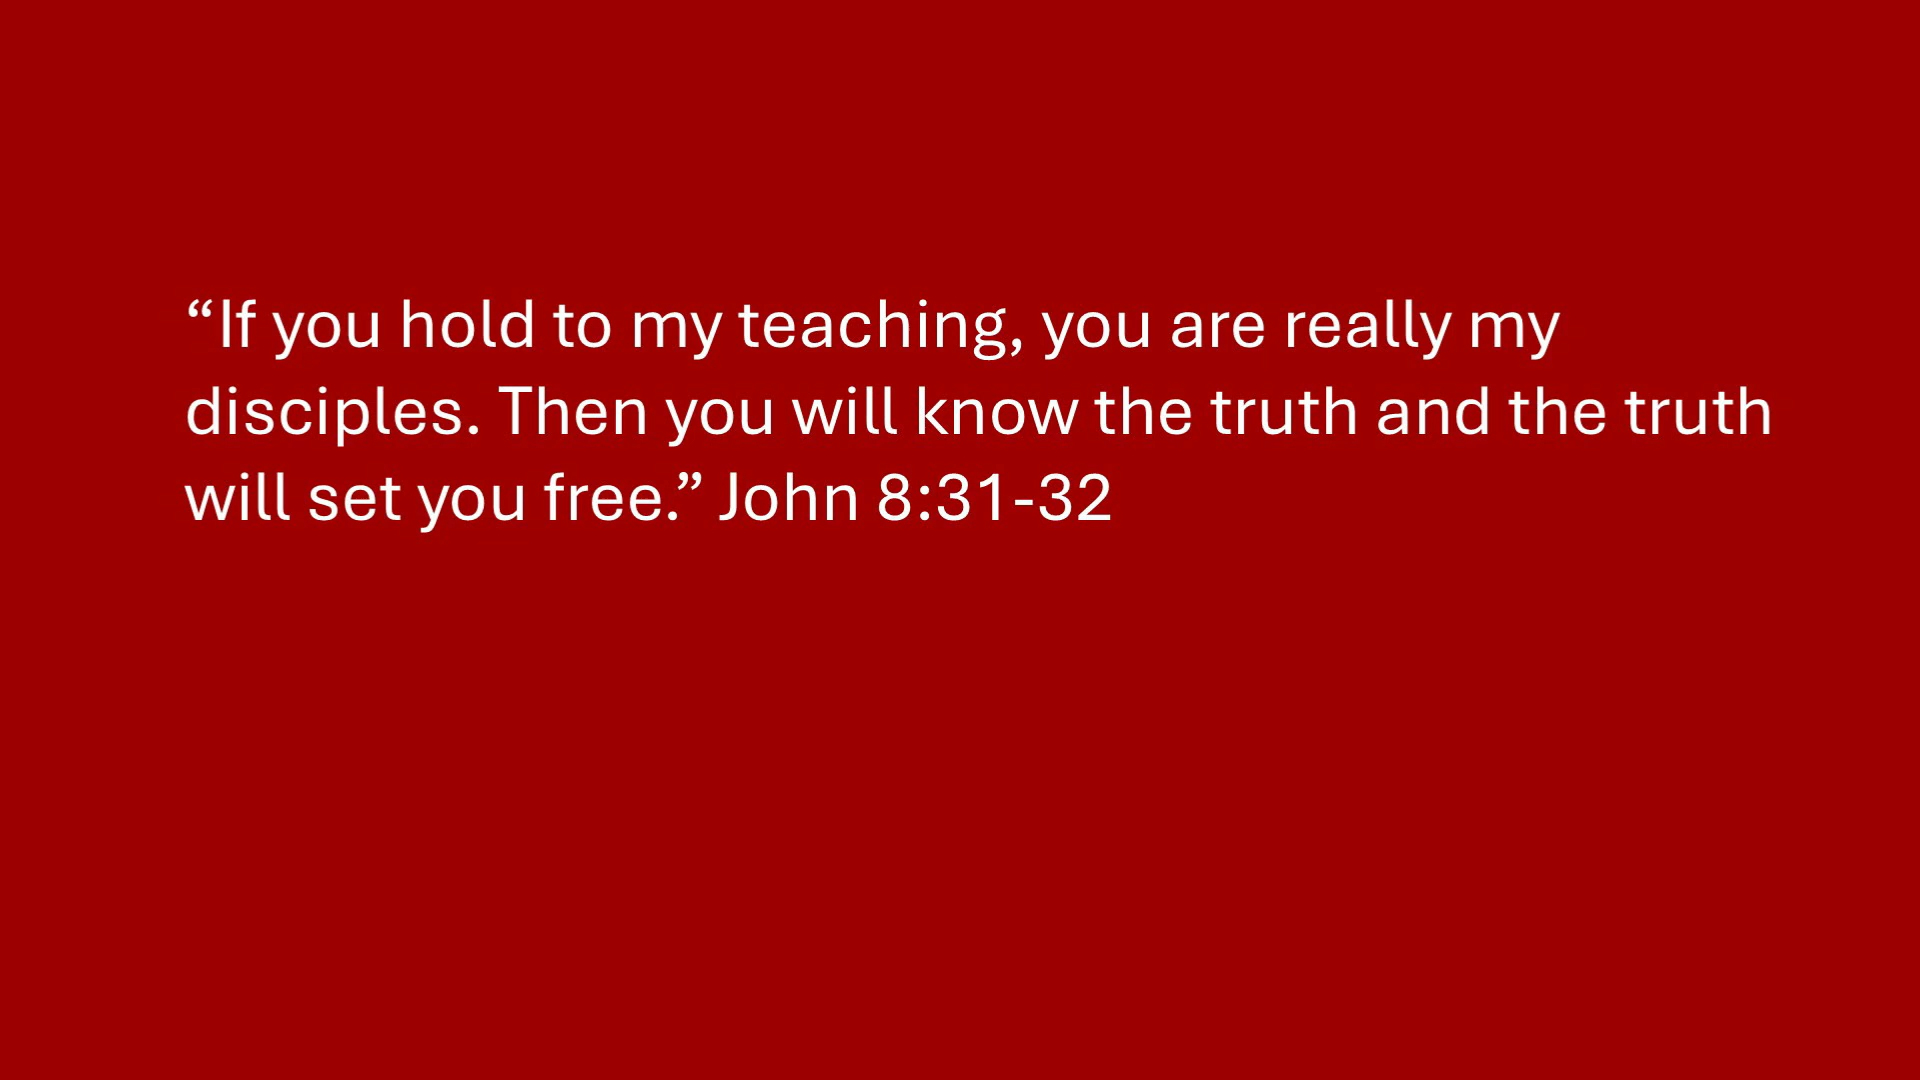 “If you hold to my teaching, you are really my
disciples. Then you will know the truth and the truth
will set you free.” John 8:31-32